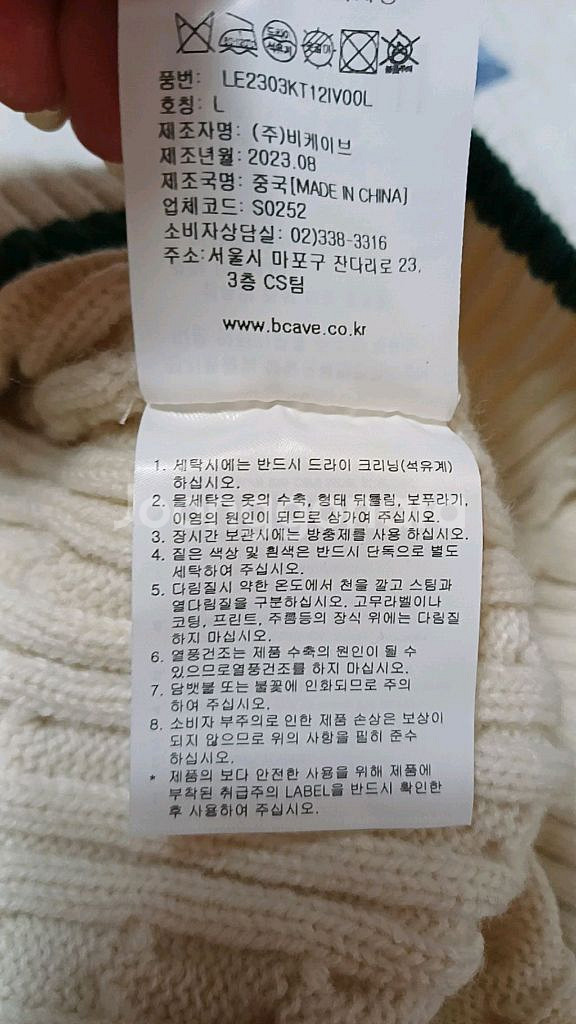 드라이
석유계
품번: LE2303KT12IV00L
호칭: L
제조자명: (주)비케이브
제조년월: 2023.08
제조국명: 중국[MADE IN CHINA]
업체코드: S0252
소비자상담실: 02)338-3316
주소:서울시 마포구 잔다리로 23,
3층 CS팀
www.bcave.co.kr
1. 세탁시에는 반드시 드라이 크리닝(석유계)
하십시오.
2. 물세탁은 옷의 수축, 형태 뒤틀림, 보푸라기,
이염의 원인이 되므로 삼가여 주십시오.
3. 장시간 보관시에는 방충제를 사용 하십시오.
4. 짙은 색상 및 흰색은 반드시 단독으로 별도
세탁하여 주십시오.
5. 다림질시 약한 온도에서 천을 깔고 스팀과
열다림질을 구분하십시오. 고무라벨이나
코팅, 프린트, 주름등의 장식 위에는 다림질
하지 마십시오.
6. 열풍건조는 제품 수축의 원인이 될 수
있으므로열풍건조를 하지 마십시오.
7. 담뱃불 또는 불꽃에 인화되므로 주의
하여 주십시오.
8. 소비자 부주의로 인한 제품 손상은 보상이
되지 않으므로 위의 사항을 필히 준수
하십시오.
* 제품의 보다 안전한 사용을 위해 제품에
부착된 취급주의 LABEL을 반드시 확인한
후 사용하여 주십시오.